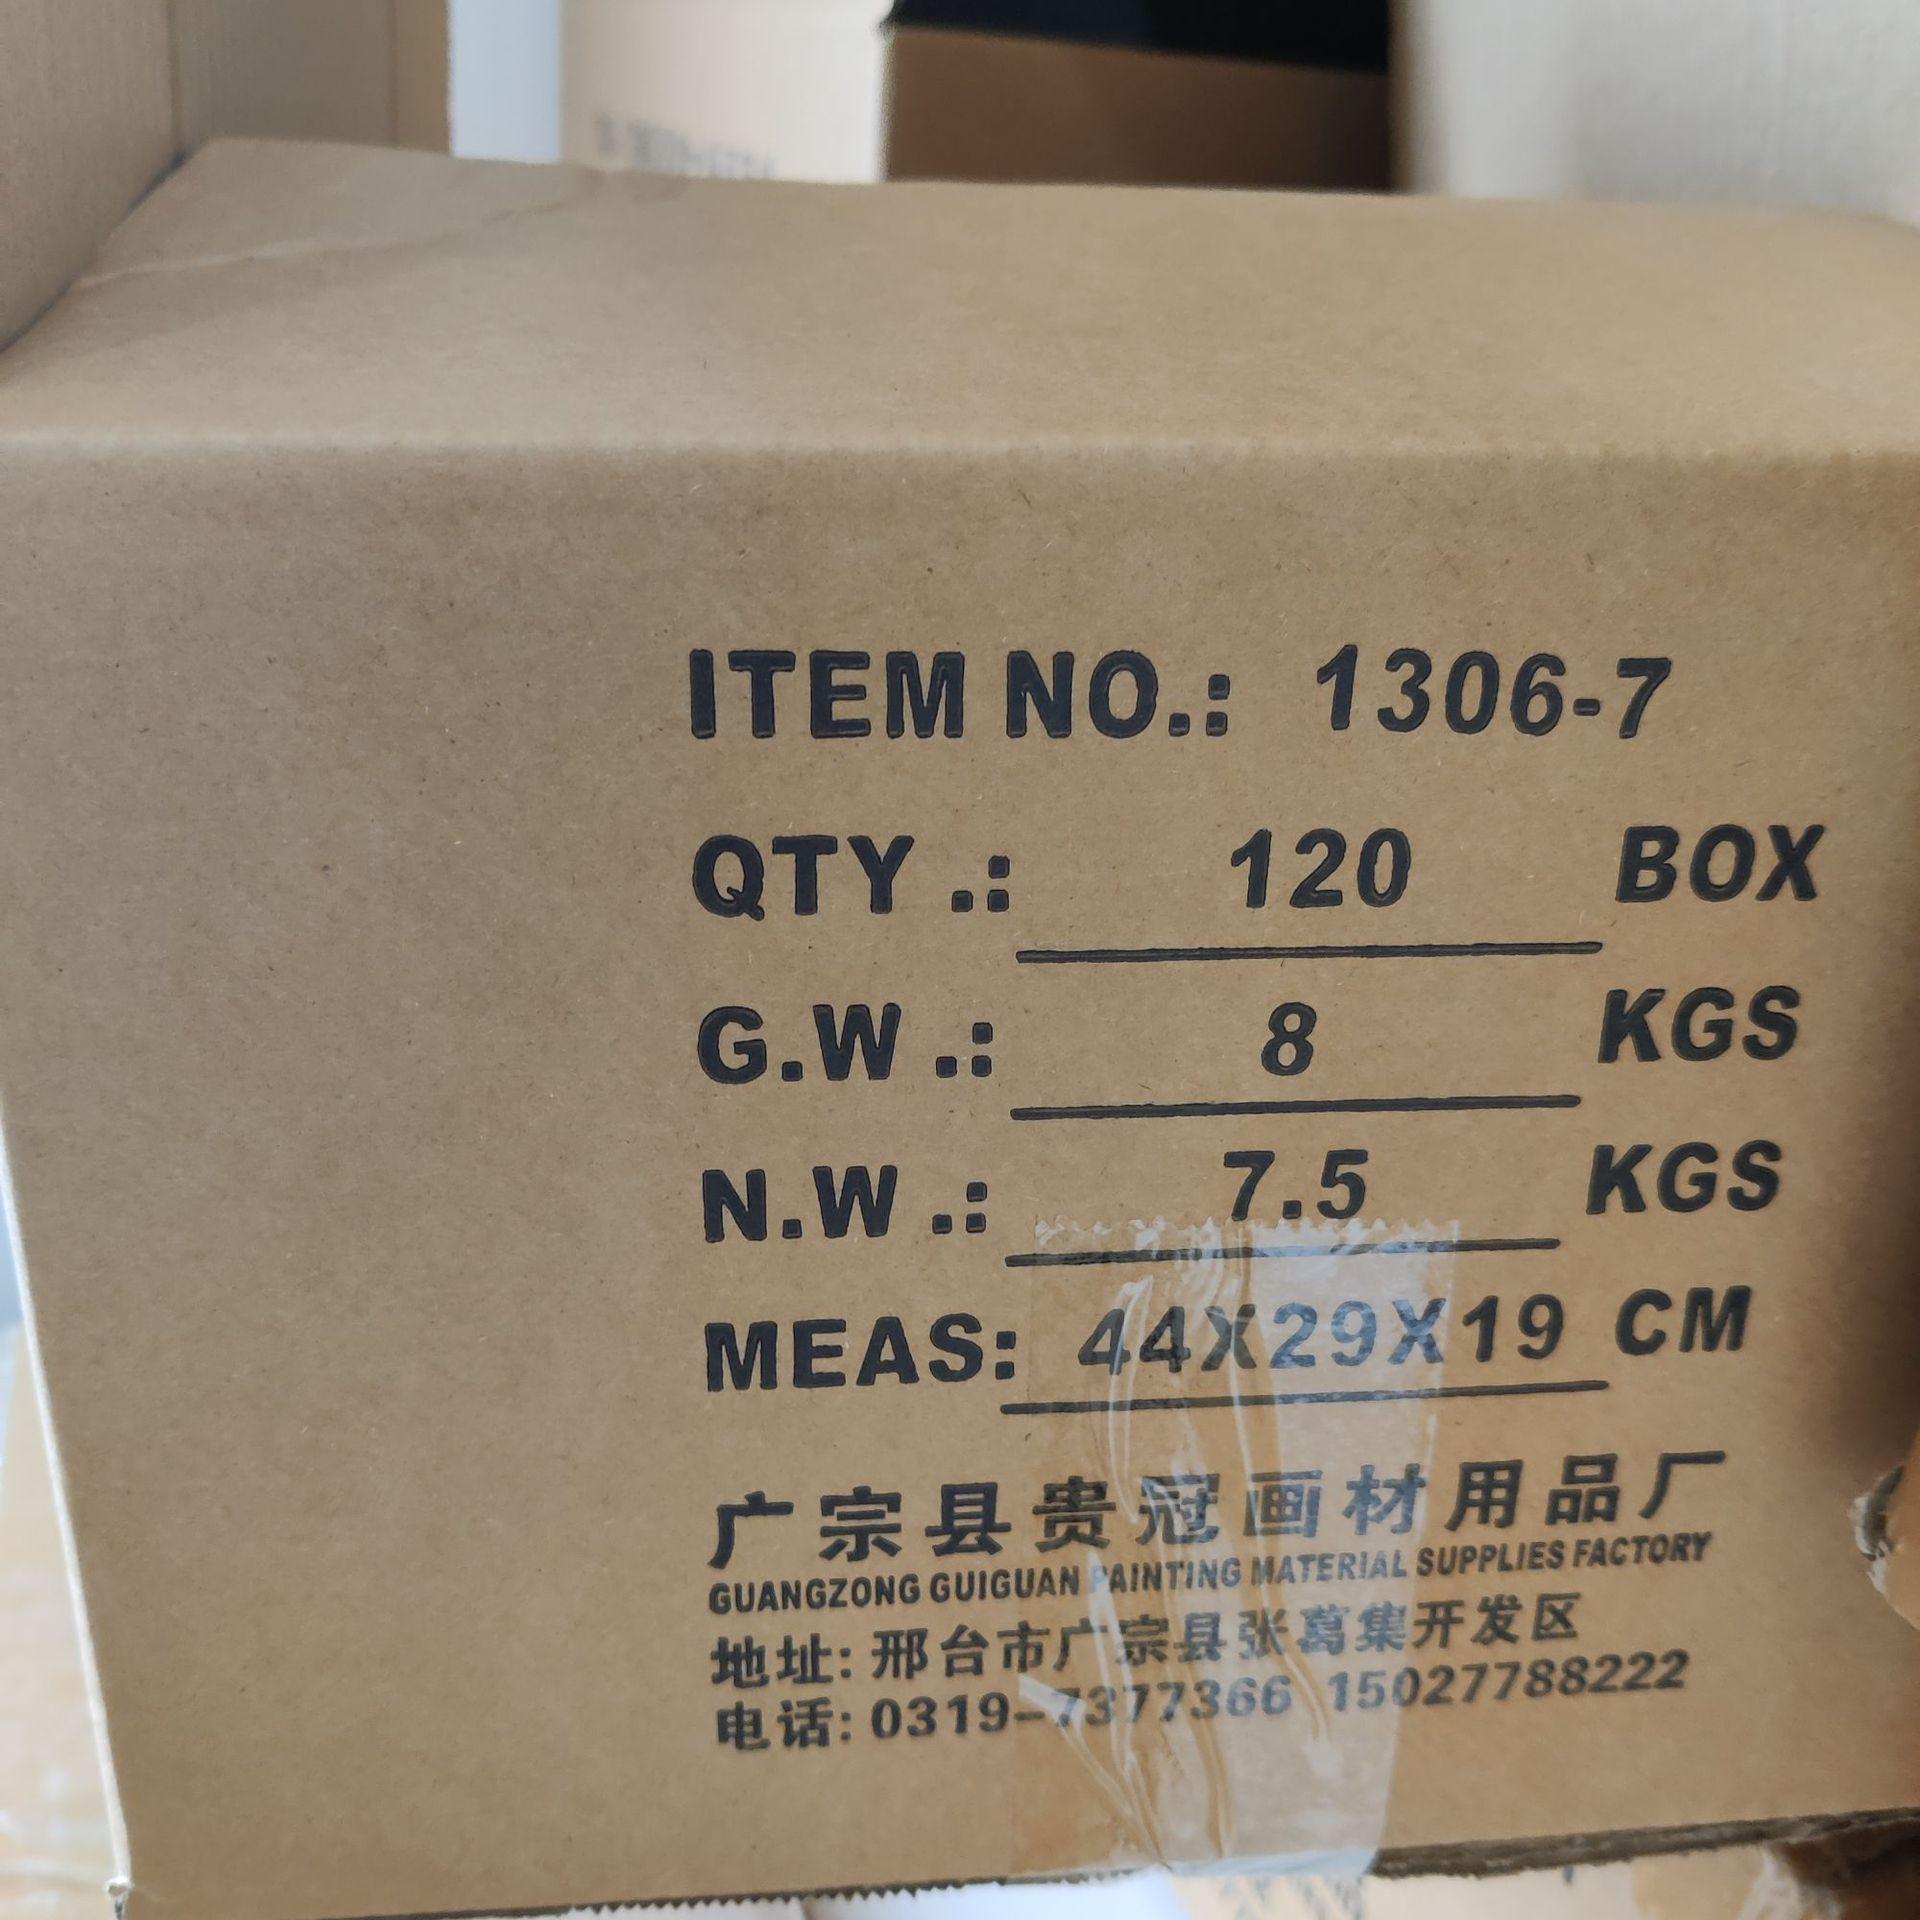 ITEM NO.: 1306-7
QTY.: 120 BOX
G.W.: 8 KGS
N.W.: 7.5 KGS
MEAS: 44X29X19 CM
广宗县贵冠画材用品厂
GUANGZONG GUIGUAN PAINTING MATERIAL SUPPLIES FACTORY
地址: 邢台市广宗县张葛集开发区
电话: 0319-7377366 15027788222